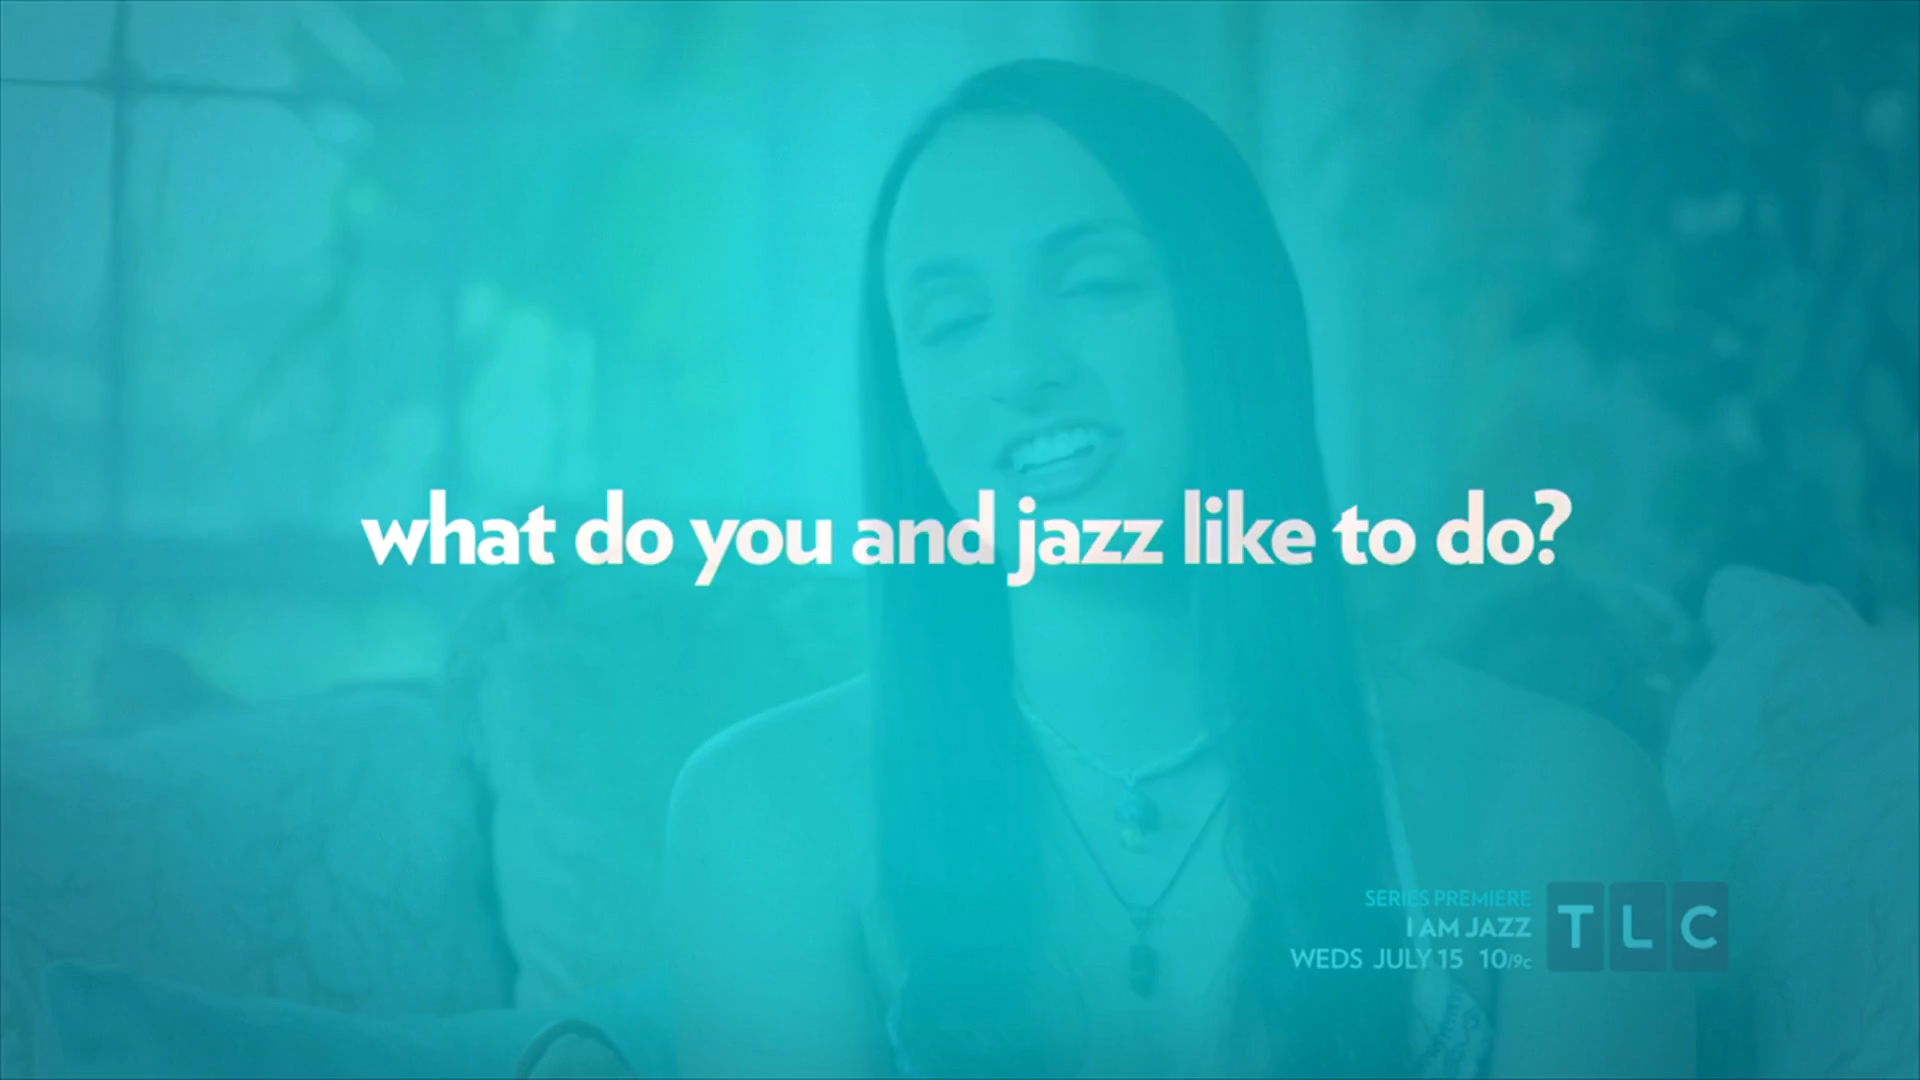 what do you and jazz like to do?
SERIES PREMIERE
I AM JAZZ
WEDS JULY 15 10/9c
TLC